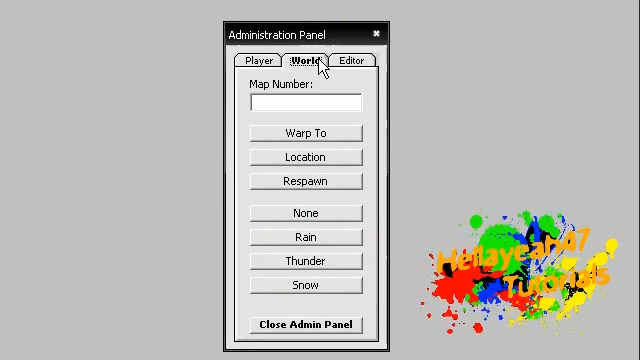 Administration Panel
Player World Editor
Map Number:
Warp To
Location
Respawn
None
Rain
Thunder
Snow
Close Admin Panel
Hellayeah47
Tutorials